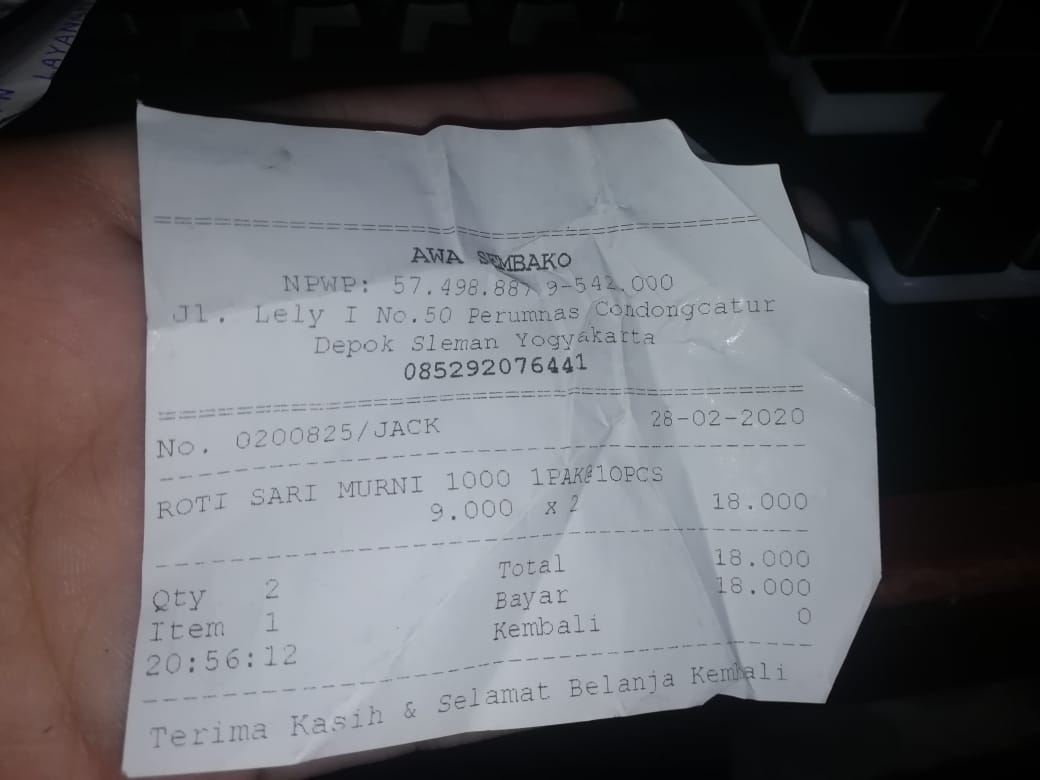 LAYANAN
=============================================
AWA SEMBAKO
NPWP: 57.498.887.9-542.000
Jl. Lely I No.50 Perumnas Condongcatur
Depok Sleman Yogyakarta
085292076441
=============================================
No. 0200825/JACK 28-02-2020
---------------------------------------------
ROTI SARI MURNI 1000 1PAK@10PCS
9.000 x 2 18.000
---------------------------------------------
Qty 2 Total 18.000
Item 1 Bayar 18.000
20:56:12 Kembali 0
---------------------------------------------
Terima Kasih & Selamat Belanja Kembali